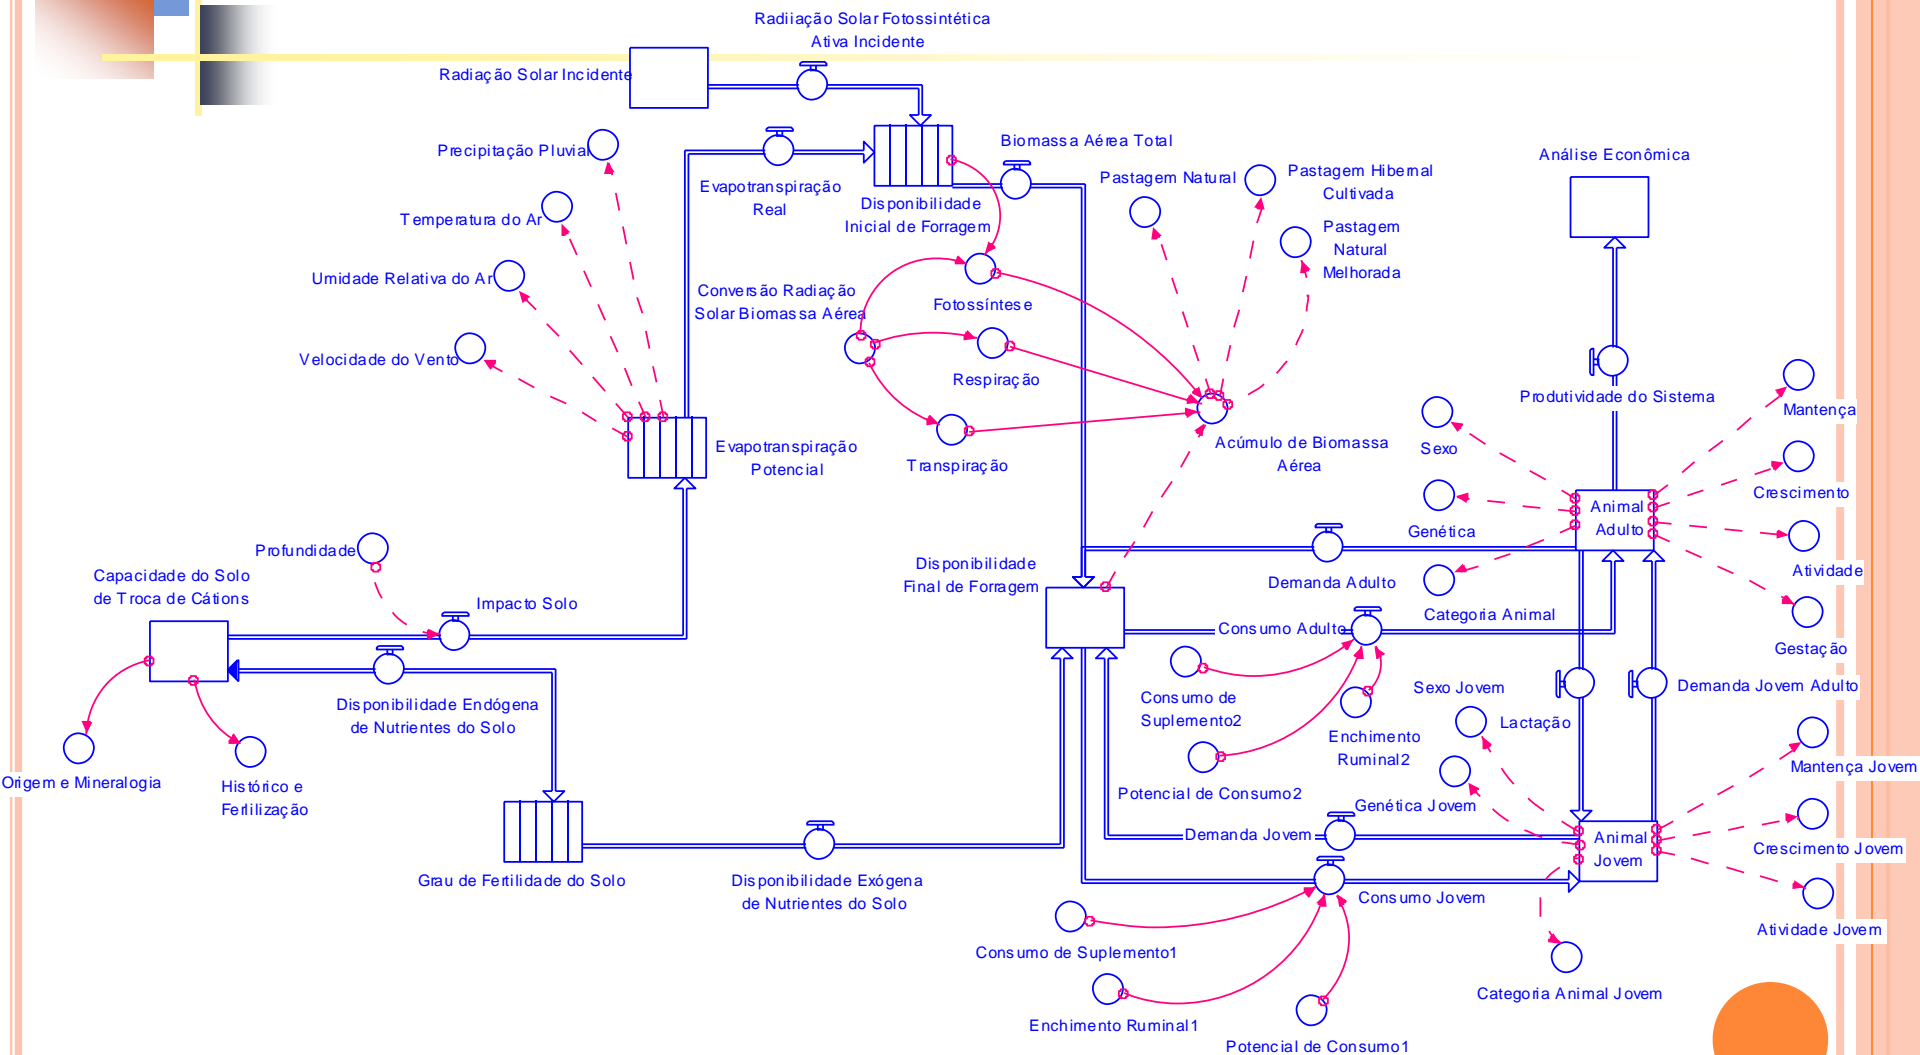 Radiiação Solar Fotossintética
Ativa Incidente
Radiação Solar Incidente
Precipitação Pluvial
Biomassa Aérea Total
Análise Econômica
Pastagem Natural
Pastagem Hibernal
Cultivada
Evapotranspiração
Real
Disponibilidade
Inicial de Forragem
Temperatura do Ar
Pastagem
Natural
Melhorada
Umidade Relativa do Ar
Conversão Radiação
Solar Biomassa Aérea
Fotossíntese
Velocidade do Vento
Respiração
Produtividade do Sistema
Mantença
Acúmulo de Biomassa
Aérea
Sexo
Evapotranspiração
Potencial
Transpiração
Crescimento
Animal
Adulto
Genética
Profundidade
Disponibilidade
Final de Forragem
Demanda Adulto
Atividade
Capacidade do Solo
de Troca de Cátions
Impacto Solo
Categoria Animal
Consumo Adulto
Gestação
Consumo de
Suplemento2
Sexo Jovem
Demanda Jovem Adulto
Disponibilidade Endógena
de Nutrientes do Solo
Lactação
Enchimento
Ruminal2
Origem e Mineralogia
Histórico e
Ferlilização
Mantença Jovem
Potencial de Consumo2
Genética Jovem
Demanda Jovem
Animal
Jovem
Crescimento Jovem
Grau de Fertilidade do Solo
Disponibilidade Exógena
de Nutrientes do Solo
Consumo Jovem
Atividade Jovem
Consumo de Suplemento1
Categoria Animal Jovem
Enchimento Ruminal1
Potencial de Consumo1